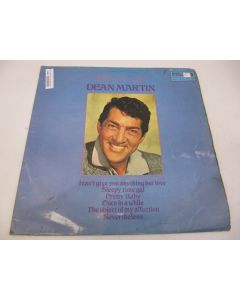 DEAN MARTIN
I can't give you anything but love
Sleepy time gal
Pretty Baby
Once in a while
The object of my affection
Nevertheless